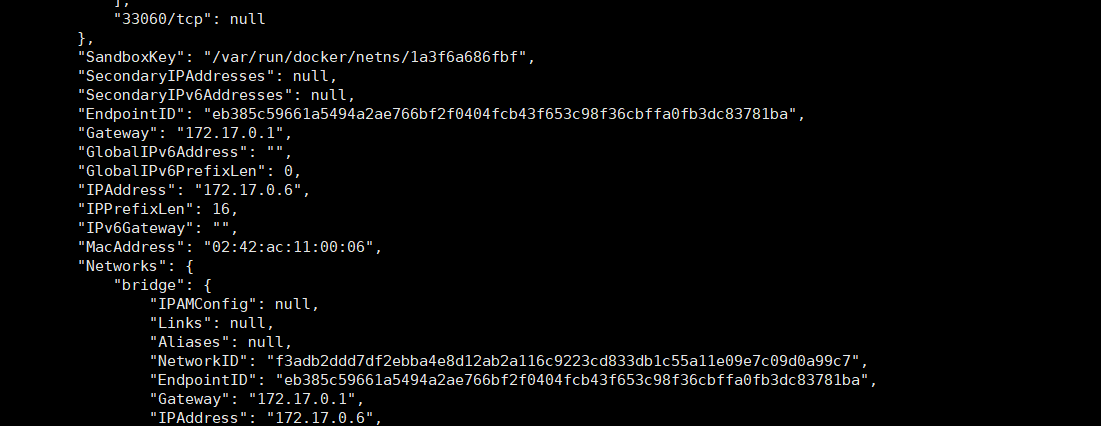 ],
"33060/tcp": null
},
"SandboxKey": "/var/run/docker/netns/1a3f6a686fbf",
"SecondaryIPAddresses": null,
"SecondaryIPv6Addresses": null,
"EndpointID": "eb385c59661a5494a2ae766bf2f0404fcb43f653c98f36cbffa0fb3dc83781ba",
"Gateway": "172.17.0.1",
"GlobalIPv6Address": "",
"GlobalIPv6PrefixLen": 0,
"IPAddress": "172.17.0.6",
"IPPrefixLen": 16,
"IPv6Gateway": "",
"MacAddress": "02:42:ac:11:00:06",
"Networks": {
"bridge": {
"IPAMConfig": null,
"Links": null,
"Aliases": null,
"NetworkID": "f3adb2ddd7df2ebba4e8d12ab2a116c9223cd833db1c55a11e09e7c09d0a99c7",
"EndpointID": "eb385c59661a5494a2ae766bf2f0404fcb43f653c98f36cbffa0fb3dc83781ba",
"Gateway": "172.17.0.1",
"IPAddress": "172.17.0.6",